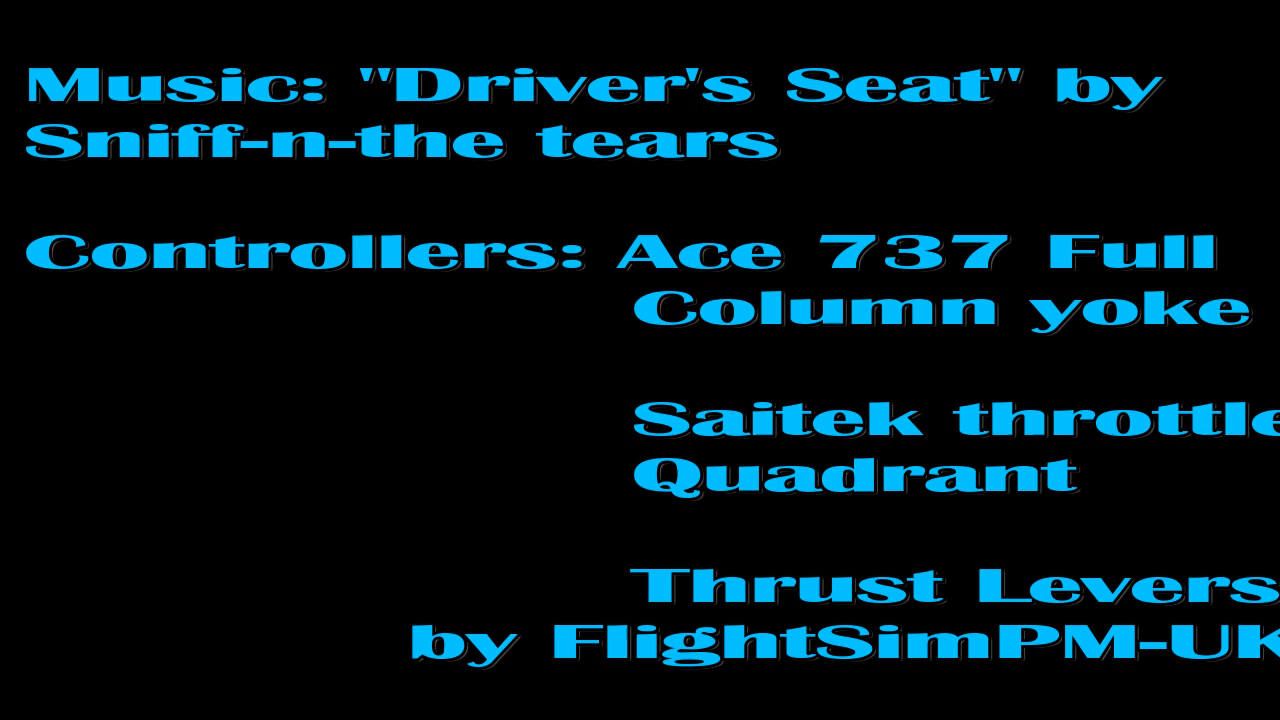 Music: "Driver's Seat" by
Sniff-n-the tears
Controllers: Ace 737 Full
Column yoke
Saitek throttle
Quadrant
Thrust Levers
by FlightSimPM-UK